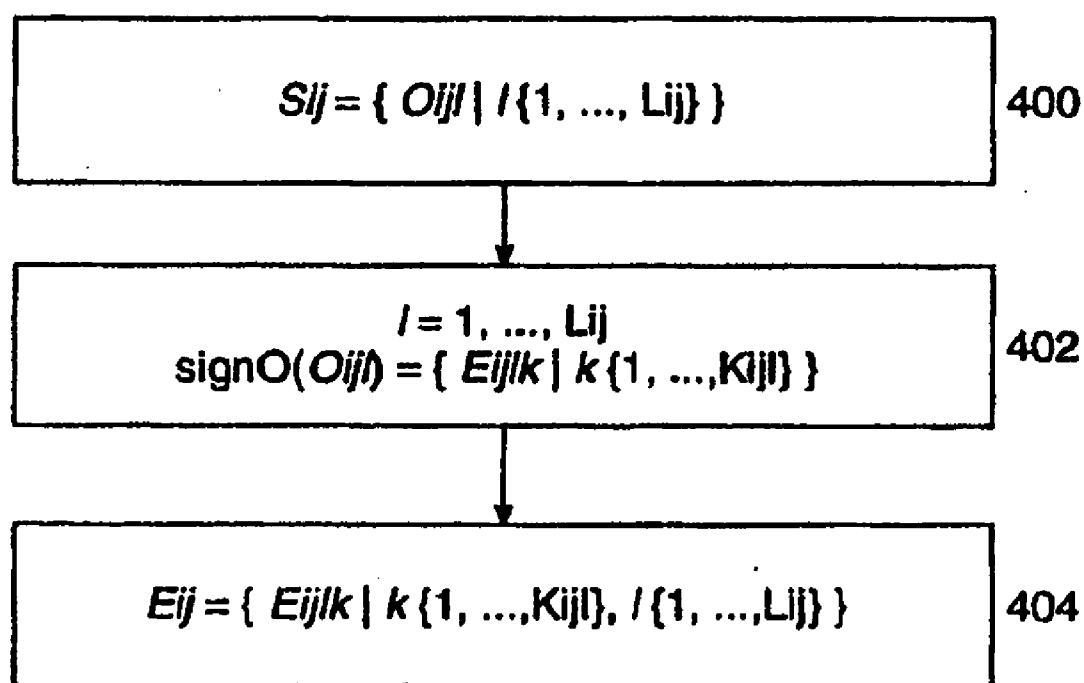 Sij = { Oijl | l {1, ..., Lij} }
400
l = 1, ..., Lij
signO(Oijl) = { Eijlk | k {1, ...,Kijl} }
402
Eij = { Eijlk | k {1, ...,Kijl}, l {1, ...,Lij} }
404